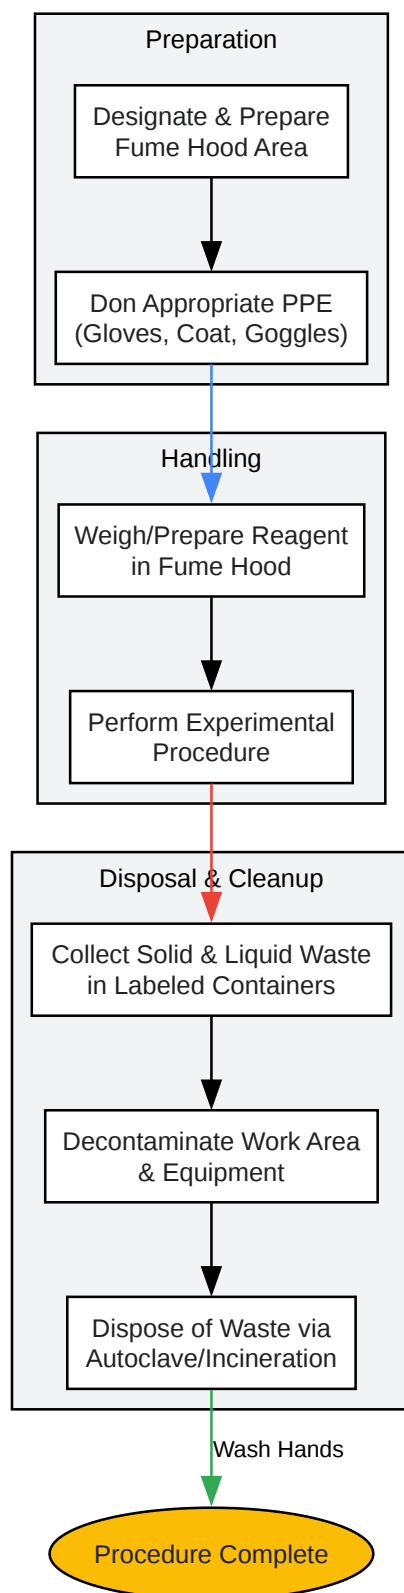 Preparation
Designate & Prepare
Fume Hood Area
Don Appropriate PPE
(Gloves, Coat, Goggles)
Handling
Weigh/Prepare Reagent
in Fume Hood
Perform Experimental
Procedure
Disposal & Cleanup
Collect Solid & Liquid Waste
in Labeled Containers
Decontaminate Work Area
& Equipment
Dispose of Waste via
Autoclave/Incineration
Wash Hands
Procedure Complete